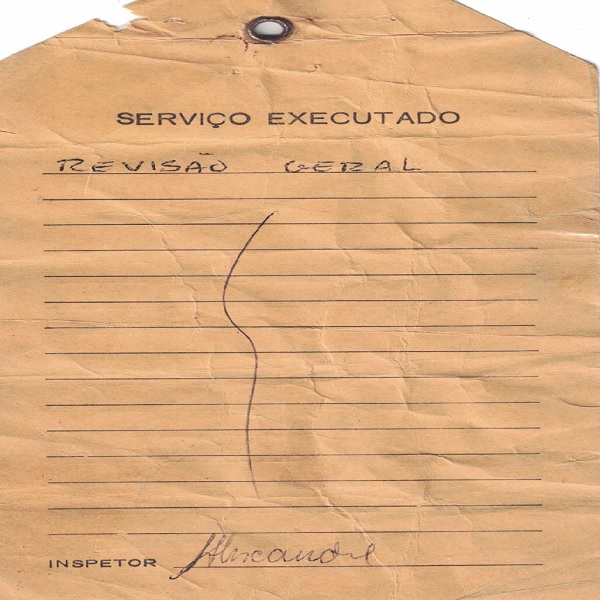 SERVIÇO EXECUTADO
REVISÃO GERAL
INSPETOR Alexandre